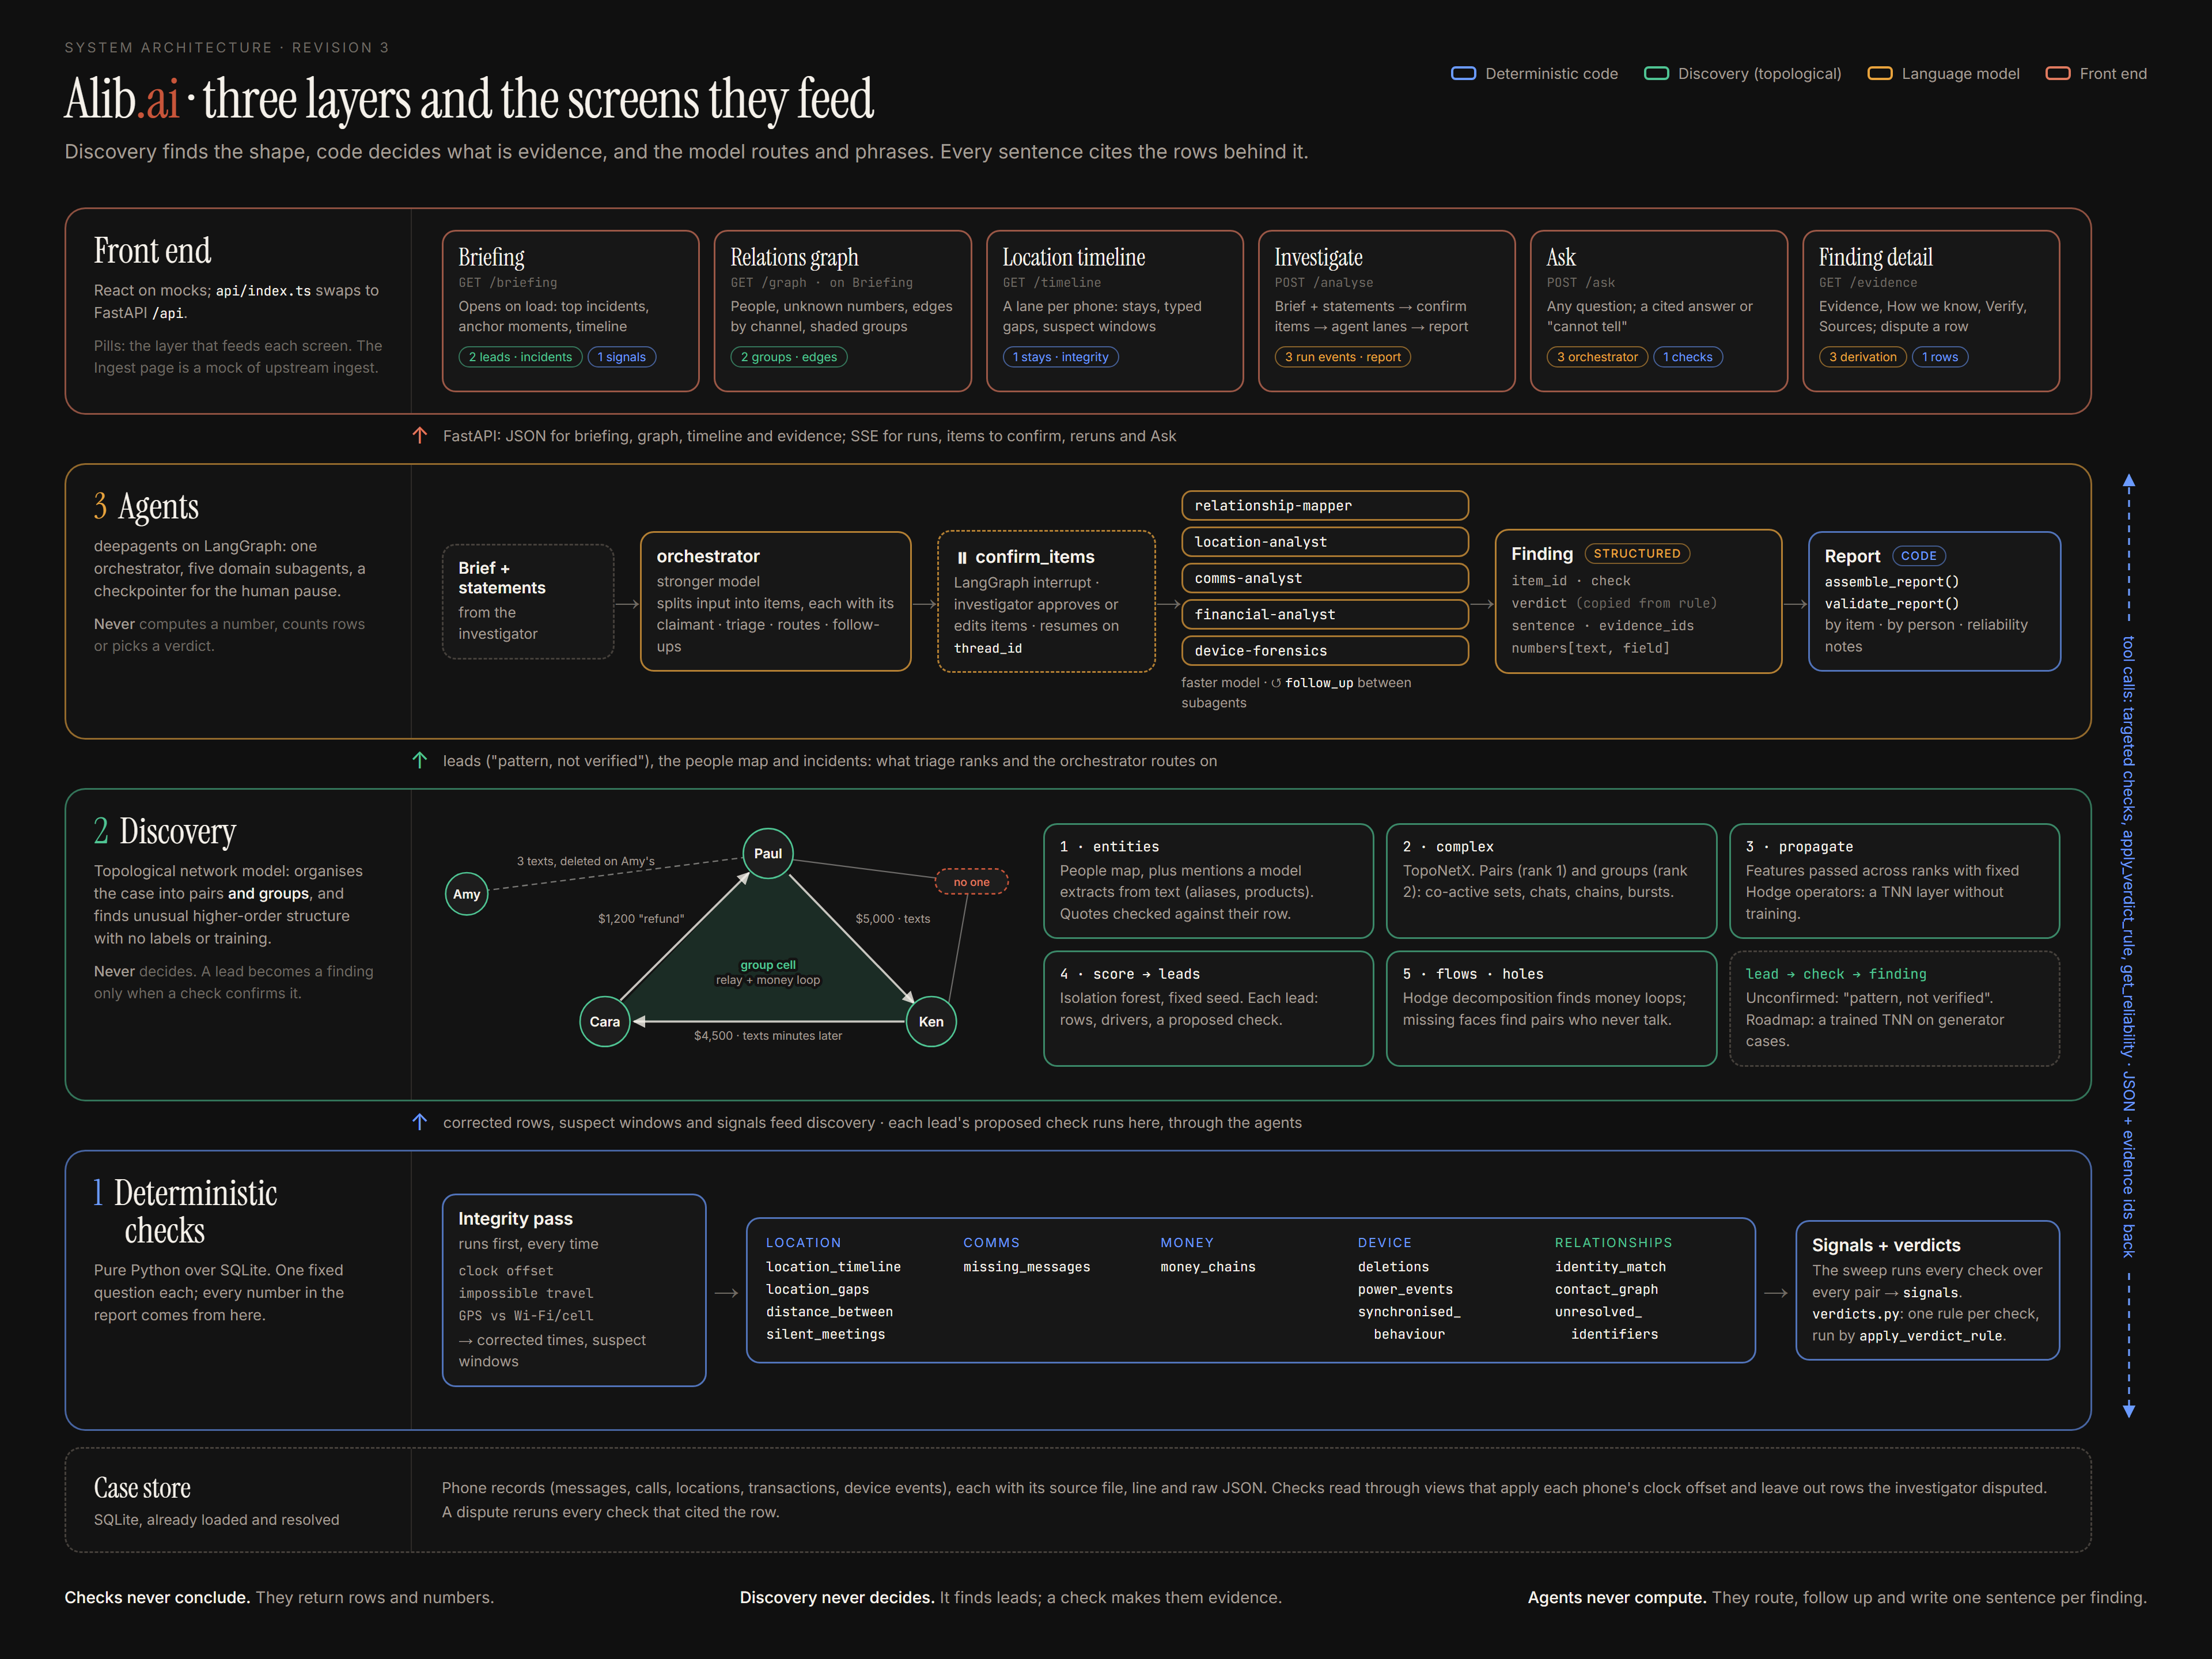 SYSTEM ARCHITECTURE · REVISION 3
Alib.ai · three layers and the screens they feed
Discovery finds the shape, code decides what is evidence, and the model routes and phrases. Every sentence cites the rows behind it.
Deterministic code
Discovery (topological)
Language model
Front end
Front end
React on mocks; api/index.ts swaps to
FastAPI /api.
Pills: the layer that feeds each screen. The
Ingest page is a mock of upstream ingest.
Briefing
GET /briefing
Opens on load: top incidents,
anchor moments, timeline
2 leads · incidents
1 signals
Relations graph
GET /graph · on Briefing
People, unknown numbers, edges
by channel, shaded groups
2 groups · edges
Location timeline
GET /timeline
A lane per phone: stays, typed
gaps, suspect windows
1 stays · integrity
Investigate
POST /analyse
Brief + statements → confirm
items → agent lanes → report
3 run events · report
Ask
POST /ask
Any question; a cited answer or
"cannot tell"
3 orchestrator
1 checks
Finding detail
GET /evidence
Evidence, How we know, Verify,
Sources; dispute a row
3 derivation
1 rows
↑ FastAPI: JSON for briefing, graph, timeline and evidence; SSE for runs, items to confirm, reruns and Ask
3 Agents
deepagents on LangGraph: one
orchestrator, five domain subagents, a
checkpointer for the human pause.
Never computes a number, counts rows
or picks a verdict.
Brief +
statements
from the
investigator
orchestrator
stronger model
splits input into items, each with its
claimant · triage · routes · follow-
ups
⏸ confirm_items
LangGraph interrupt ·
investigator approves or
edits items · resumes on
thread_id
relationship-mapper
location-analyst
comms-analyst
financial-analyst
device-forensics
faster model · ↺ follow_up between
subagents
Finding STRUCTURED
item_id · check
verdict (copied from rule)
sentence · evidence_ids
numbers[text, field]
Report CODE
assemble_report()
validate_report()
by item · by person · reliability
notes
↑ leads ("pattern, not verified"), the people map and incidents: what triage ranks and the orchestrator routes on
2 Discovery
Topological network model: organises
the case into pairs and groups, and
finds unusual higher-order structure
with no labels or training.
Never decides. A lead becomes a finding
only when a check confirms it.
Paul
3 texts, deleted on Amy's
Amy
no one
$1,200 "refund"
$5,000 · texts
group cell
relay + money loop
Cara
Ken
$4,500 · texts minutes later
1 · entities
People map, plus mentions a model
extracts from text (aliases, products).
Quotes checked against their row.
2 · complex
TopoNetX. Pairs (rank 1) and groups (rank
2): co-active sets, chats, chains, bursts.
3 · propagate
Features passed across ranks with fixed
Hodge operators: a TNN layer without
training.
4 · score → leads
Isolation forest, fixed seed. Each lead:
rows, drivers, a proposed check.
5 · flows · holes
Hodge decomposition finds money loops;
missing faces find pairs who never talk.
lead → check → finding
Unconfirmed: "pattern, not verified".
Roadmap: a trained TNN on generator
cases.
↑ corrected rows, suspect windows and signals feed discovery · each lead's proposed check runs here, through the agents
1 Deterministic
checks
Pure Python over SQLite. One fixed
question each; every number in the
report comes from here.
Integrity pass
runs first, every time
clock offset
impossible travel
GPS vs Wi-Fi/cell
→ corrected times, suspect
windows
LOCATION
location_timeline
location_gaps
distance_between
silent_meetings
COMMS
missing_messages
MONEY
money_chains
DEVICE
deletions
power_events
synchronised_
behaviour
RELATIONSHIPS
identity_match
contact_graph
unresolved_
identifiers
Signals + verdicts
The sweep runs every check over
every pair → signals.
verdicts.py: one rule per check,
run by apply_verdict_rule.
tool calls: targeted checks, apply_verdict_rule, get_reliability · JSON + evidence ids back
Case store
SQLite, already loaded and resolved
Phone records (messages, calls, locations, transactions, device events), each with its source file, line and raw JSON. Checks read through views that apply each phone's clock offset and leave out rows the investigator disputed.
A dispute reruns every check that cited the row.
Checks never conclude. They return rows and numbers.
Discovery never decides. It finds leads; a check makes them evidence.
Agents never compute. They route, follow up and write one sentence per finding.